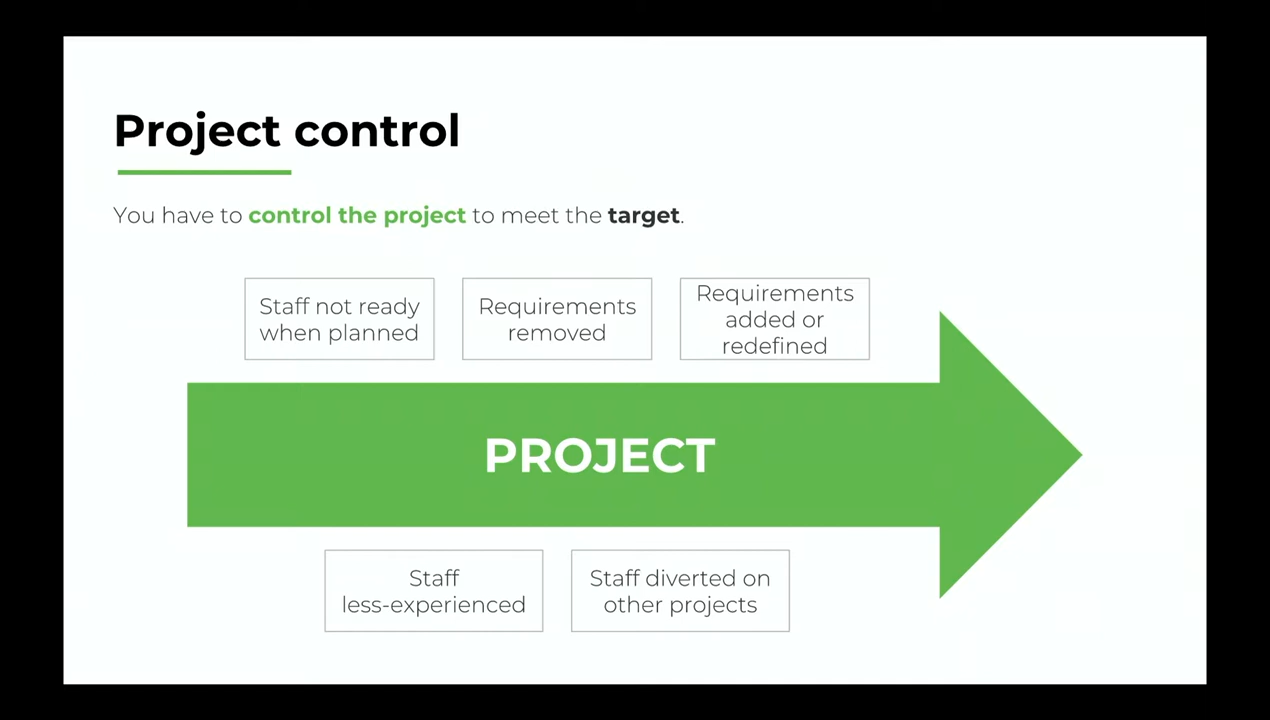 Project control
You have to control the project to meet the target.
Staff not ready
when planned
Requirements
removed
Requirements
added or
redefined
PROJECT
Staff
less-experienced
Staff diverted on
other projects